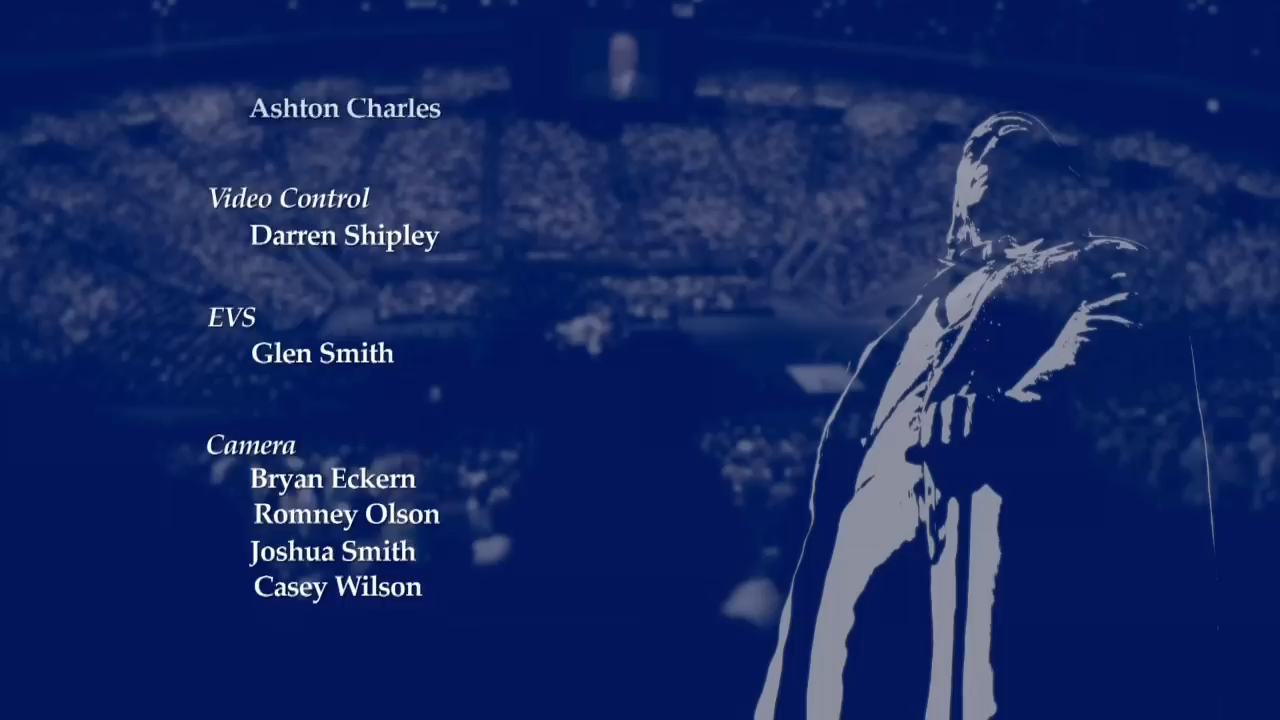 Ashton Charles
Video Control
Darren Shipley
EVS
Glen Smith
Camera
Bryan Eckern
Romney Olson
Joshua Smith
Casey Wilson